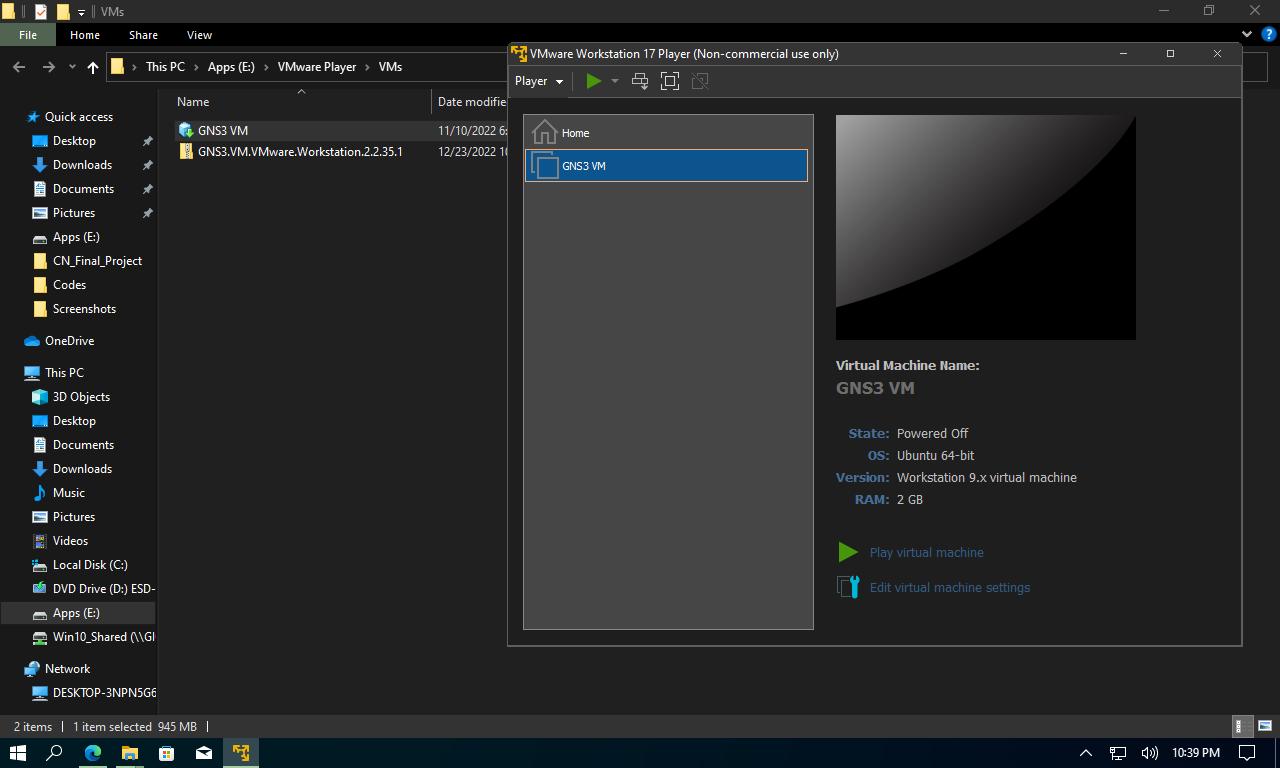 VMs
File
Home
Share
View
This PC
Apps (E:)
VMware Player
VMs
Quick access
Desktop
Downloads
Documents
Pictures
Apps (E:)
CN_Final_Project
Codes
Screenshots
OneDrive
This PC
3D Objects
Desktop
Documents
Downloads
Music
Pictures
Videos
Local Disk (C:)
DVD Drive (D:) ESD-
Apps (E:)
Win10_Shared (\\Gl
Network
DESKTOP-3NPN5G6
Name
Date modifie
GNS3 VM
11/10/2022 6:
GNS3.VM.VMware.Workstation.2.2.35.1
12/23/2022 10
VMware Workstation 17 Player (Non-commercial use only)
Player
Home
GNS3 VM
Virtual Machine Name:
GNS3 VM
State: Powered Off
OS: Ubuntu 64-bit
Version: Workstation 9.x virtual machine
RAM: 2 GB
Play virtual machine
Edit virtual machine settings
2 items
1 item selected 945 MB
10:39 PM